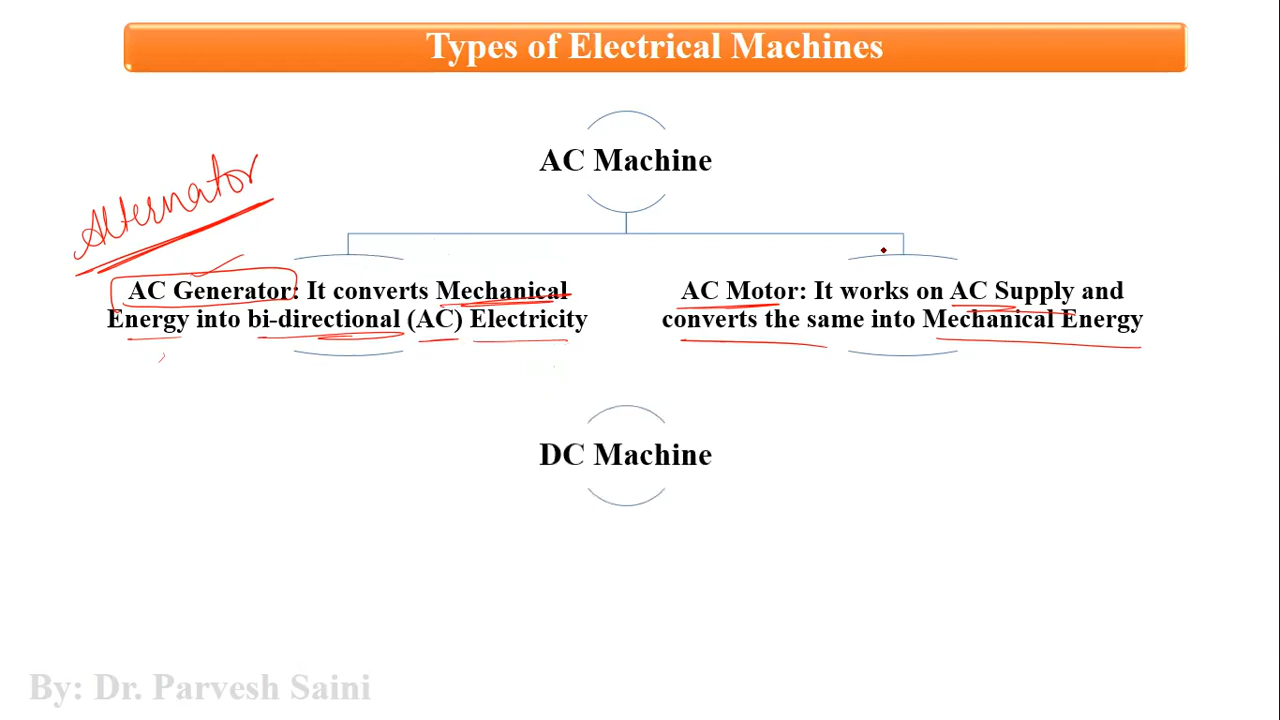 Types of Electrical Machines
AC Machine
Alternator
AC Generator: It converts Mechanical
Energy into bi-directional (AC) Electricity
AC Motor: It works on AC Supply and
converts the same into Mechanical Energy
DC Machine
By: Dr. Parvesh Saini